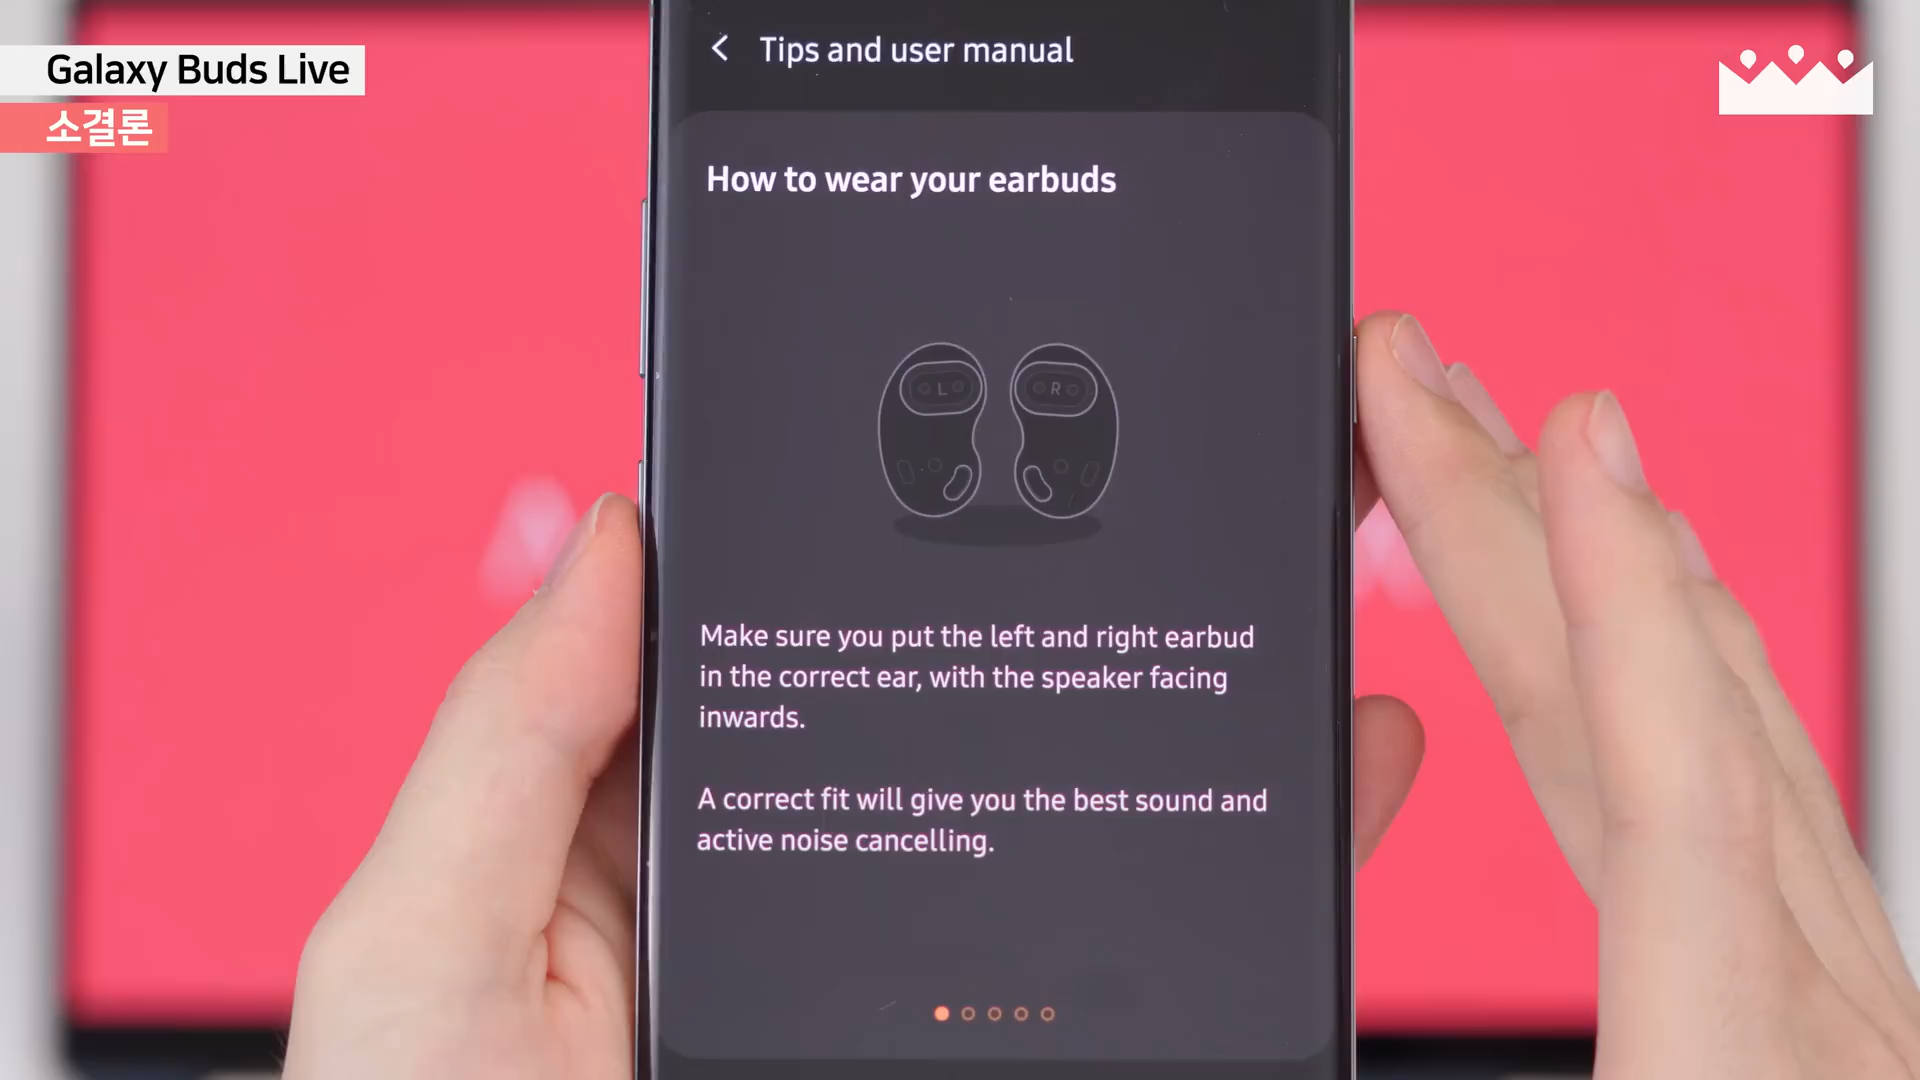 Galaxy Buds Live
소결론
Tips and user manual
How to wear your earbuds
L
R
Make sure you put the left and right earbud
in the correct ear, with the speaker facing
inwards.
A correct fit will give you the best sound and
active noise cancelling.